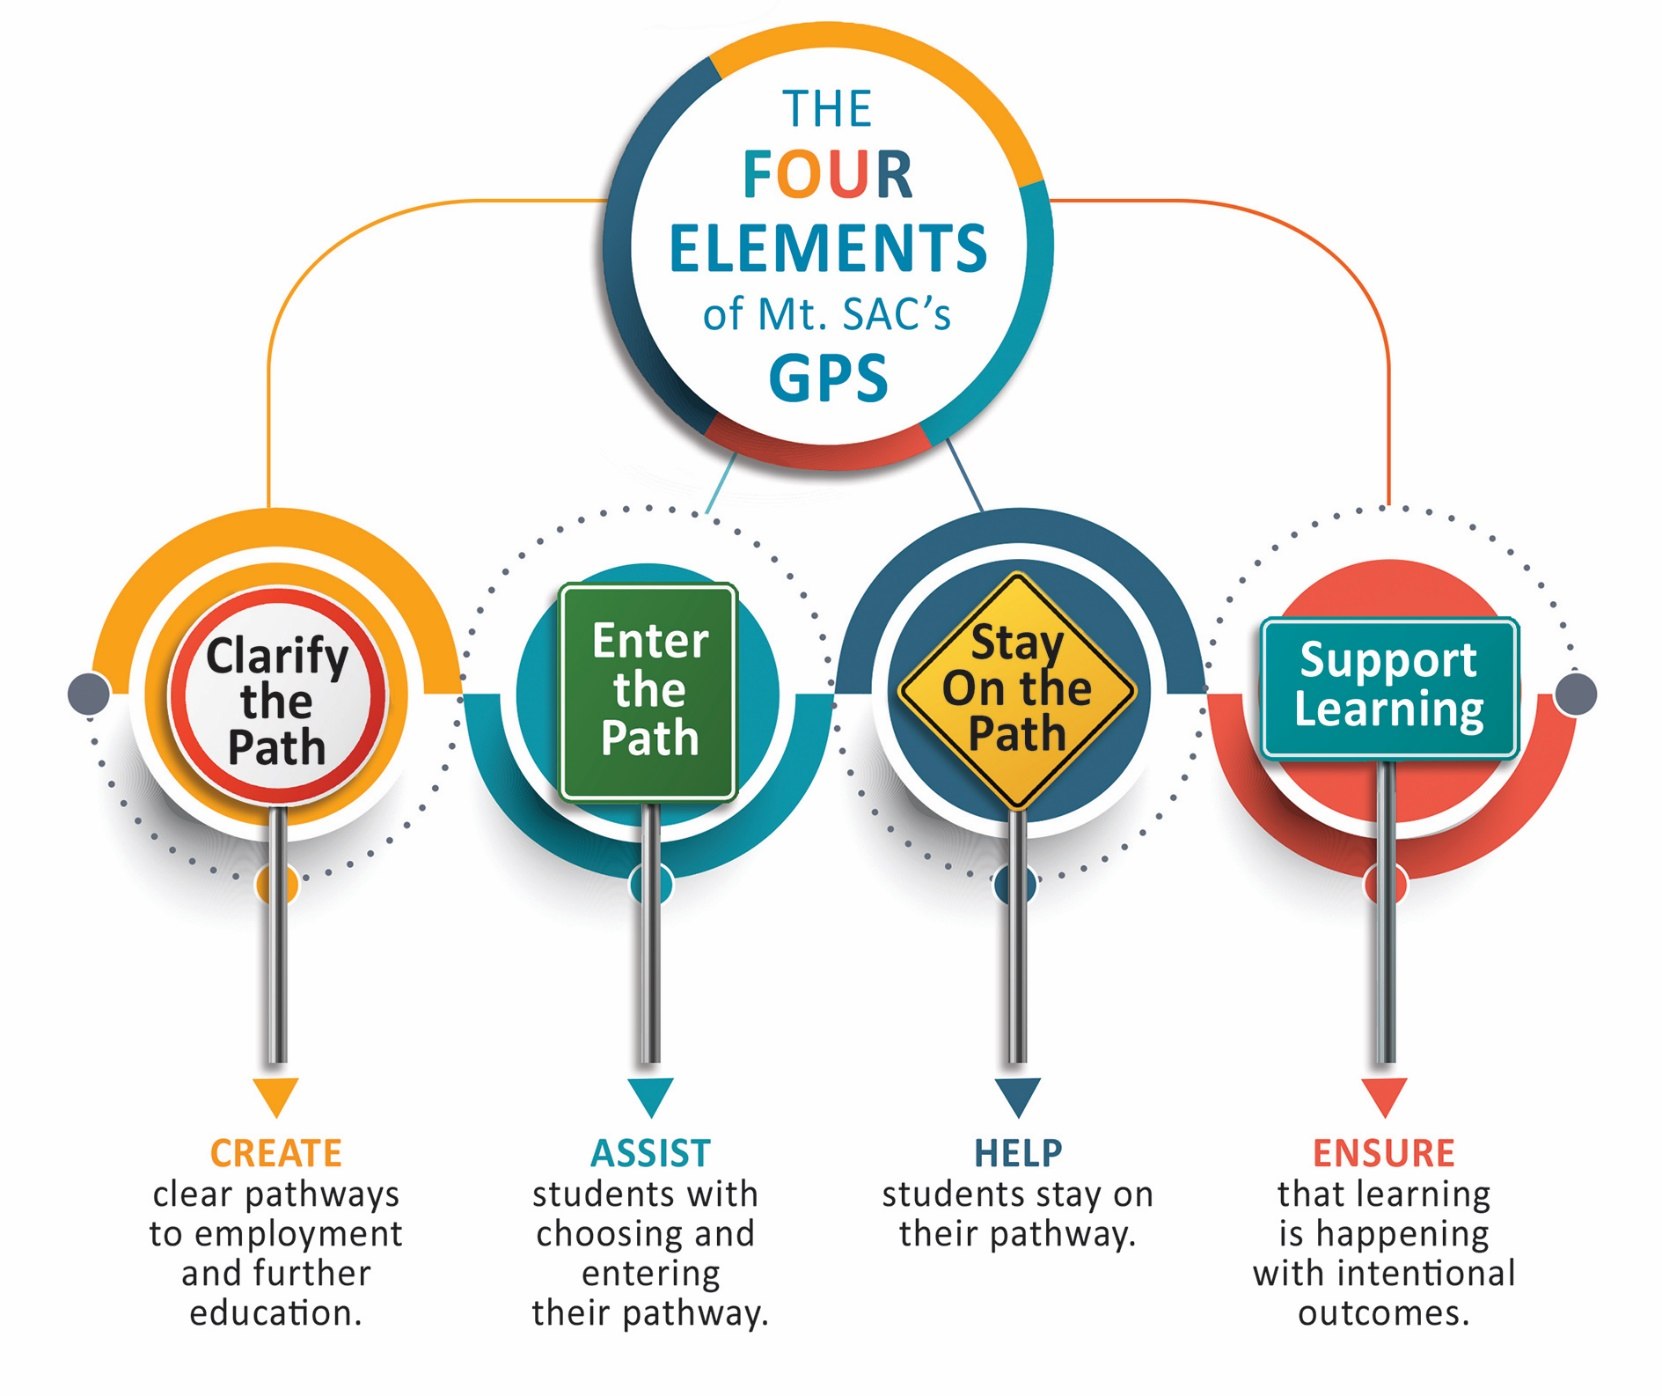 THE
FOUR
ELEMENTS
of Mt. SAC’s
GPS
Clarify
the
Path
Enter
the
Path
Stay
On the
Path
Support
Learning
CREATE
clear pathways
to employment
and further
education.
ASSIST
students with
choosing and
entering
their pathway.
HELP
students stay on
their pathway.
ENSURE
that learning
is happening
with intentional
outcomes.